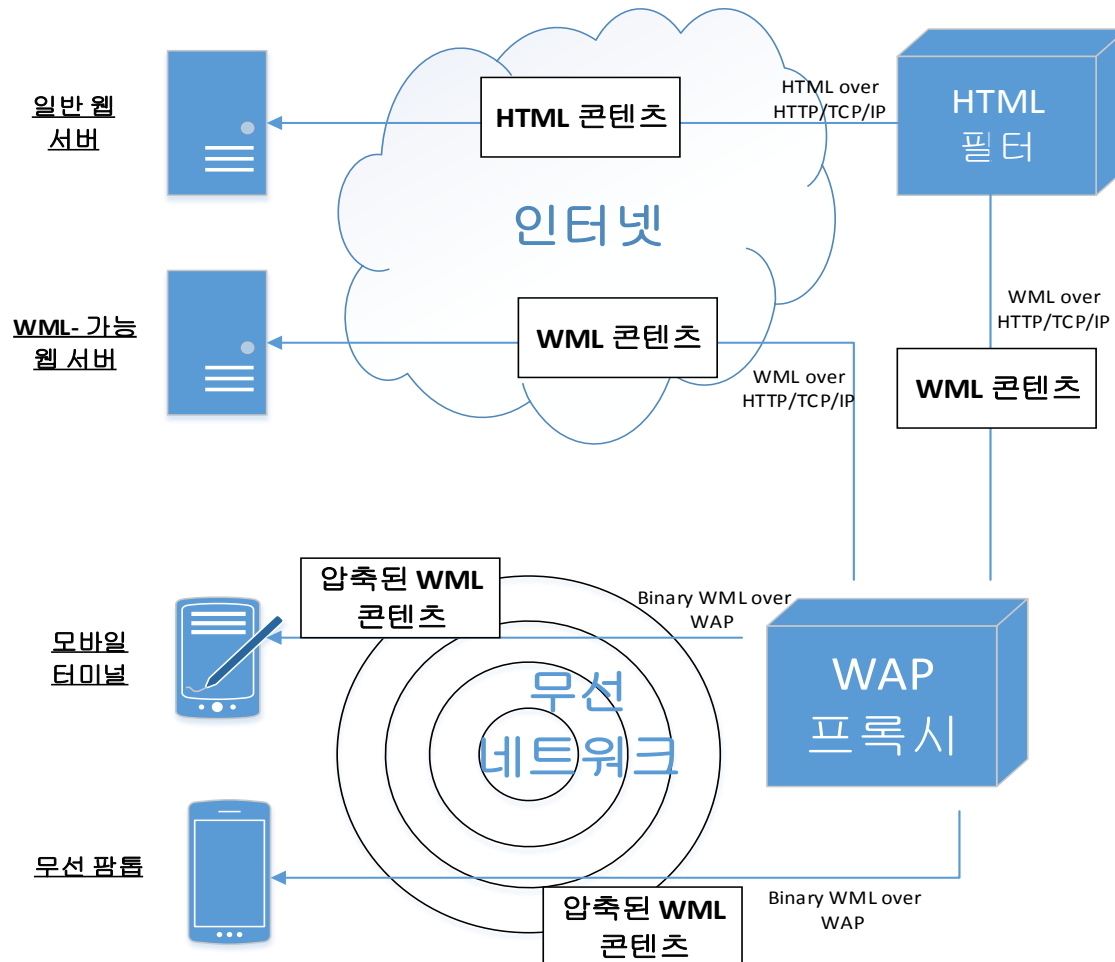 일반 웹
서버
HTML 콘텐츠
HTML over
HTTP/TCP/IP
HTML
필터
인터넷
WML- 가능
웹 서버
WML 콘텐츠
WML over
HTTP/TCP/IP
WML over
HTTP/TCP/IP
WML 콘텐츠
압축된 WML
콘텐츠
Binary WML over
WAP
모바일
터미널
무선
네트워크
WAP
프록시
무선 팜톱
압축된 WML
콘텐츠
Binary WML over
WAP